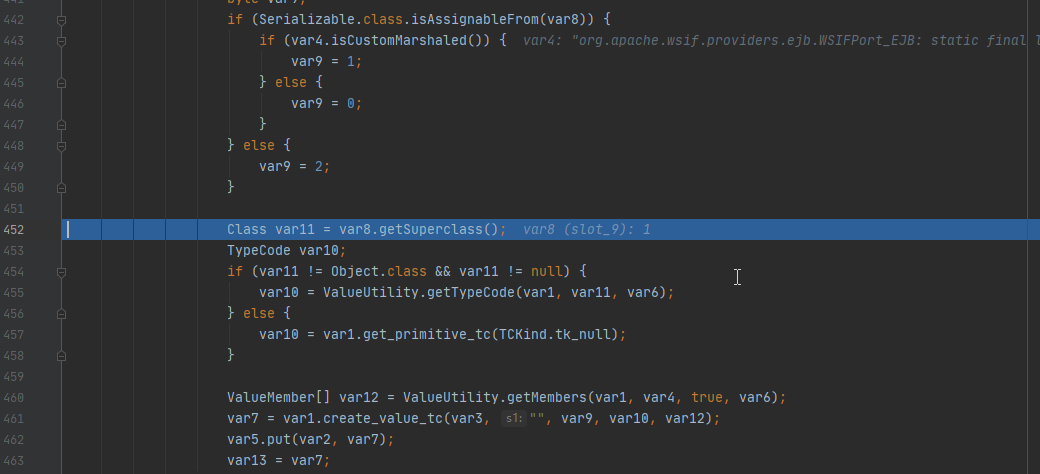 442 if (Serializable.class.isAssignableFrom(var8)) {
443 if (var4.isCustomMarshaled()) { var4: "org.apache.wsif.providers.ejb.WSIFPort_EJB: static final
444 var9 = 1;
445 } else {
446 var9 = 0;
447 }
448 } else {
449 var9 = 2;
450 }
451
452 Class var11 = var8.getSuperclass(); var8 (slot_9): 1
453 TypeCode var10;
454 if (var11 != Object.class && var11 != null) {
455 var10 = ValueUtility.getTypeCode(var1, var11, var6);
456 } else {
457 var10 = var1.get_primitive_tc(TCKind.tk_null);
458 }
459
460 ValueMember[] var12 = ValueUtility.getMembers(var1, var4, true, var6);
461 var7 = var1.create_value_tc(var3, s1: "", var9, var10, var12);
462 var5.put(var2, var7);
463 var13 = var7;